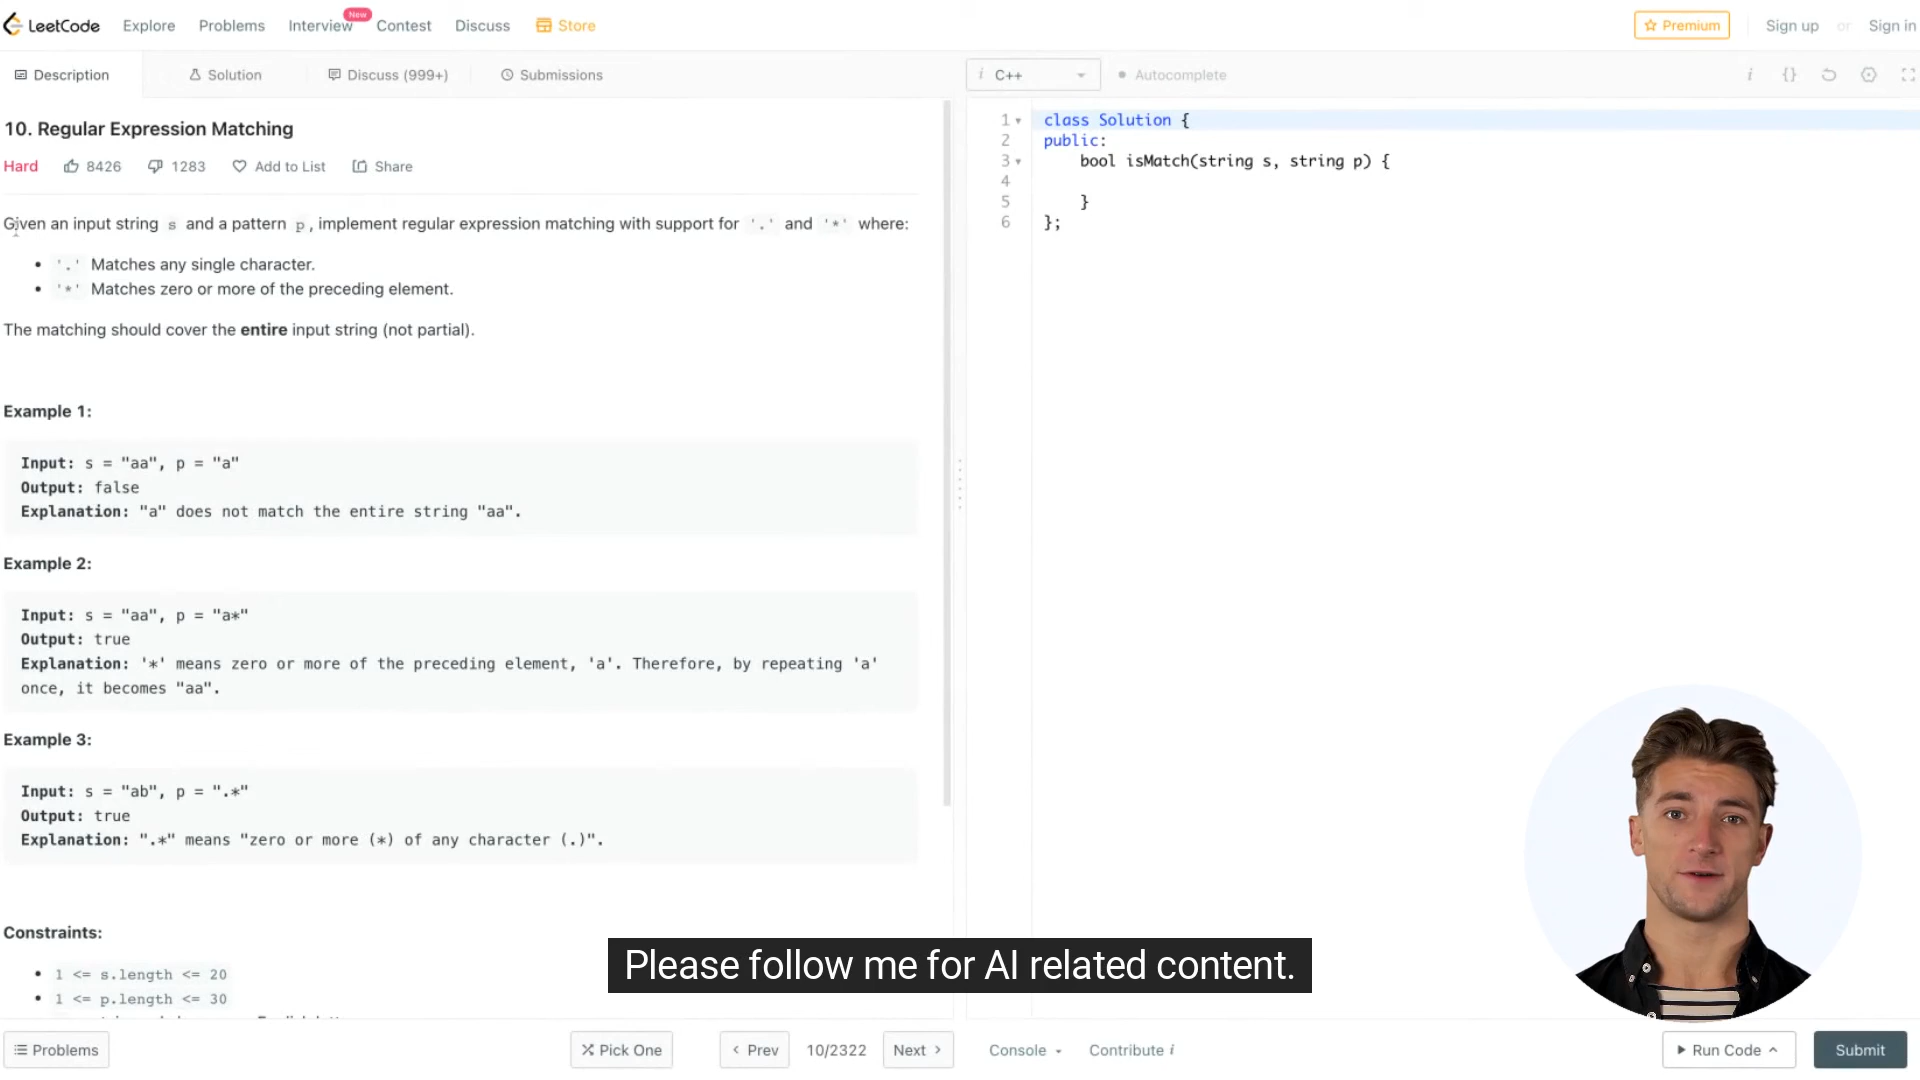 LeetCode Explore Problems Interview New Contest Discuss Store Premium Sign up or Sign in
Description Solution Discuss (999+) Submissions
i C++ Autocomplete i {}
10. Regular Expression Matching
Hard 8426 1283 Add to List Share
Given an input string s and a pattern p, implement regular expression matching with support for '.' and '*' where:
'.' Matches any single character.
'*' Matches zero or more of the preceding element.
The matching should cover the entire input string (not partial).
Example 1:
Input: s = "aa", p = "a"
Output: false
Explanation: "a" does not match the entire string "aa".
Example 2:
Input: s = "aa", p = "a*"
Output: true
Explanation: '*' means zero or more of the preceding element, 'a'. Therefore, by repeating 'a'
once, it becomes "aa".
Example 3:
Input: s = "ab", p = ".*"
Output: true
Explanation: ".*" means "zero or more (*) of any character (.)".
Constraints:
1 <= s.length <= 20
1 <= p.length <= 30
1 class Solution {
2 public:
3 bool isMatch(string s, string p) {
4
5 }
6 };
Please follow me for AI related content.
Problems Pick One Prev 10/2322 Next Console Contribute i Run Code Submit